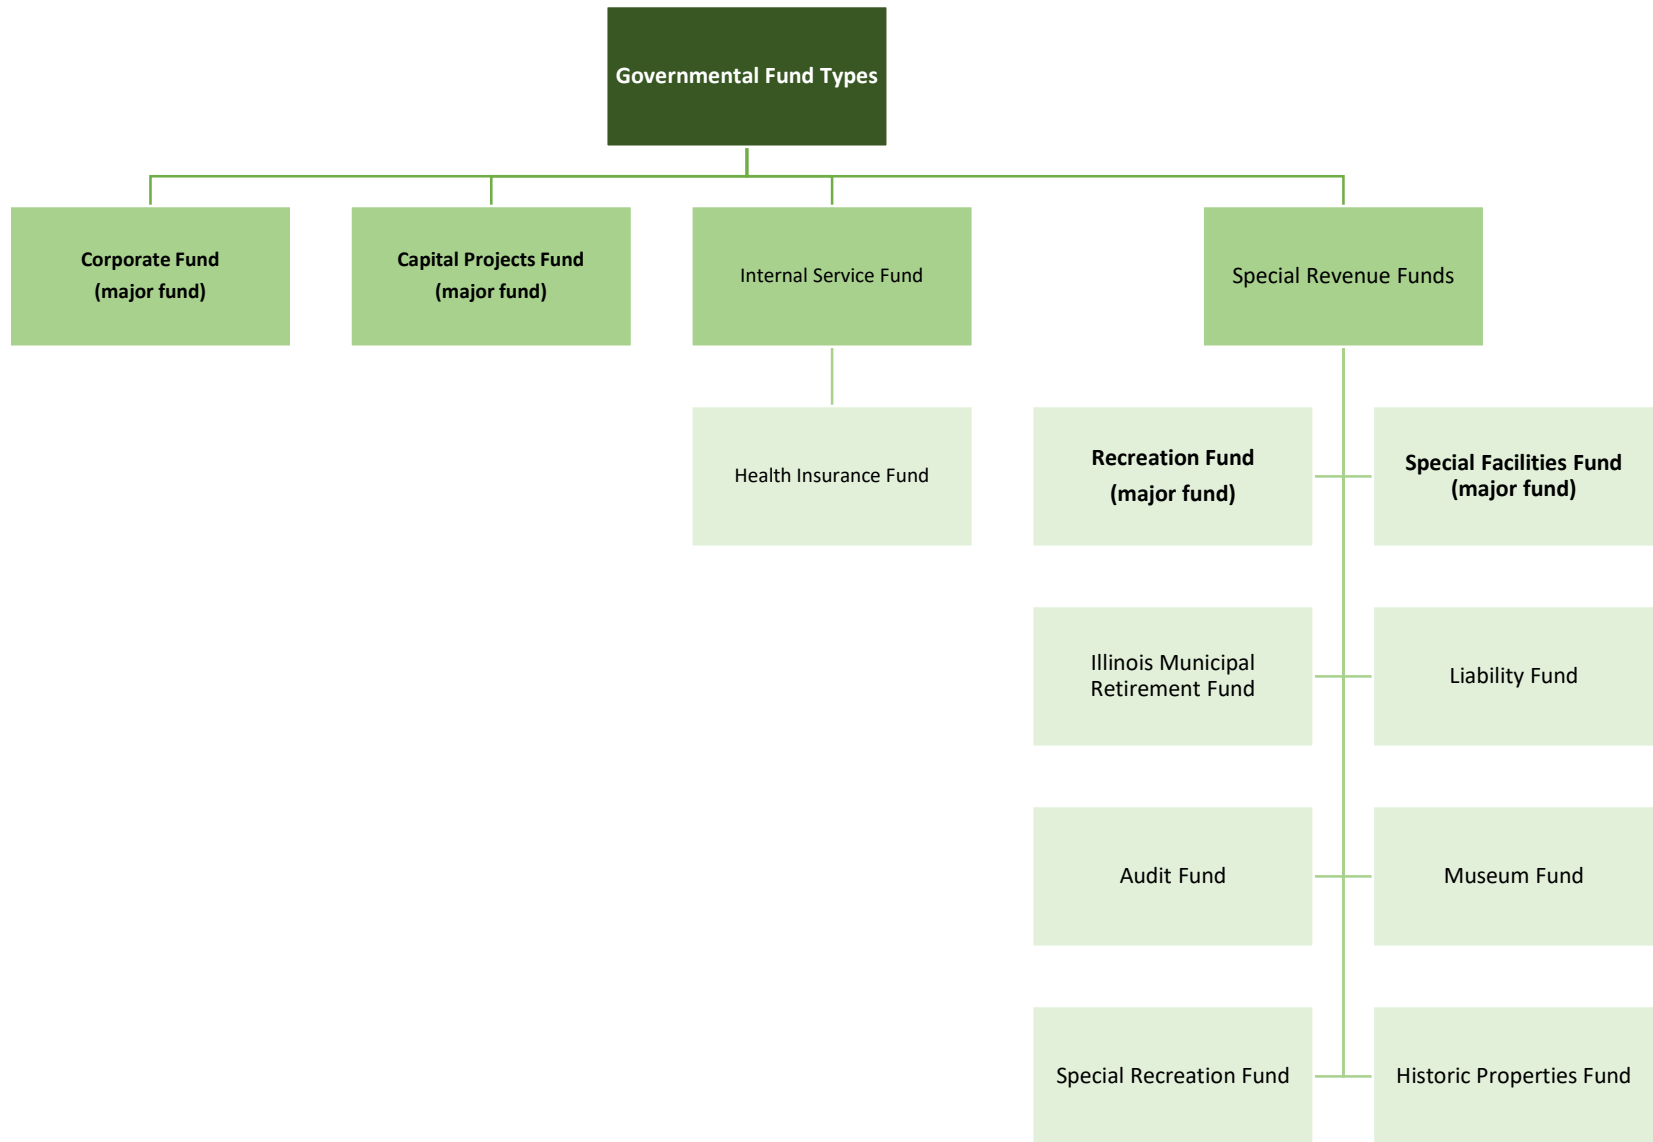 Governmental Fund Types
Corporate Fund
(major fund)
Capital Projects Fund
(major fund)
Internal Service Fund
Special Revenue Funds
Health Insurance Fund
Recreation Fund
(major fund)
Special Facilities Fund
(major fund)
Illinois Municipal
Retirement Fund
Liability Fund
Audit Fund
Museum Fund
Special Recreation Fund
Historic Properties Fund